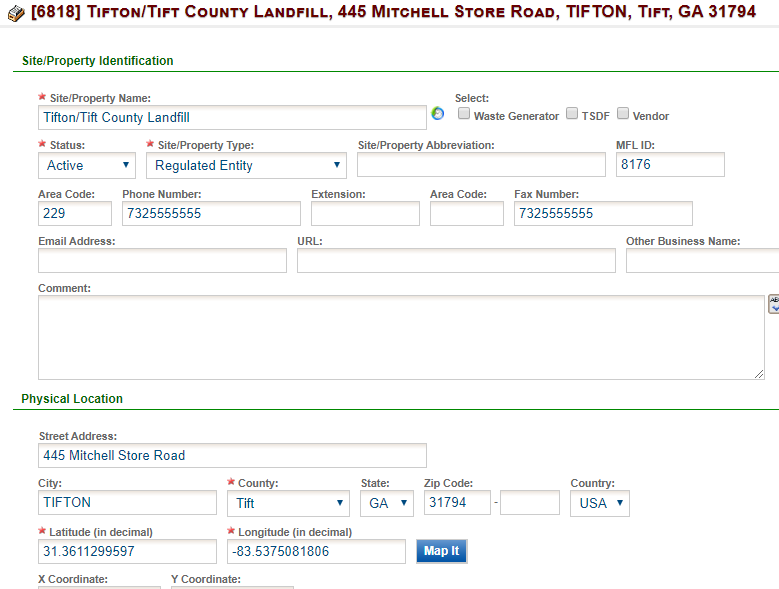 [6818] TIFTON/TIFT COUNTY LANDFILL, 445 MITCHELL STORE ROAD, TIFTON, TIFT, GA 31794
Site/Property Identification
* Site/Property Name: Select:
Tifton/Tift County Landfill Waste Generator TSDF Vendor
* Status: * Site/Property Type: Site/Property Abbreviation: MFL ID:
Active Regulated Entity 8176
Area Code: Phone Number: Extension: Area Code: Fax Number:
229 7325555555 7325555555
Email Address: URL: Other Business Name:
Comment:
Physical Location
Street Address:
445 Mitchell Store Road
City: * County: State: Zip Code: Country:
TIFTON Tift GA 31794 - USA
* Latitude (in decimal) * Longitude (in decimal)
31.3611299597 -83.5375081806 Map It
X Coordinate: Y Coordinate: